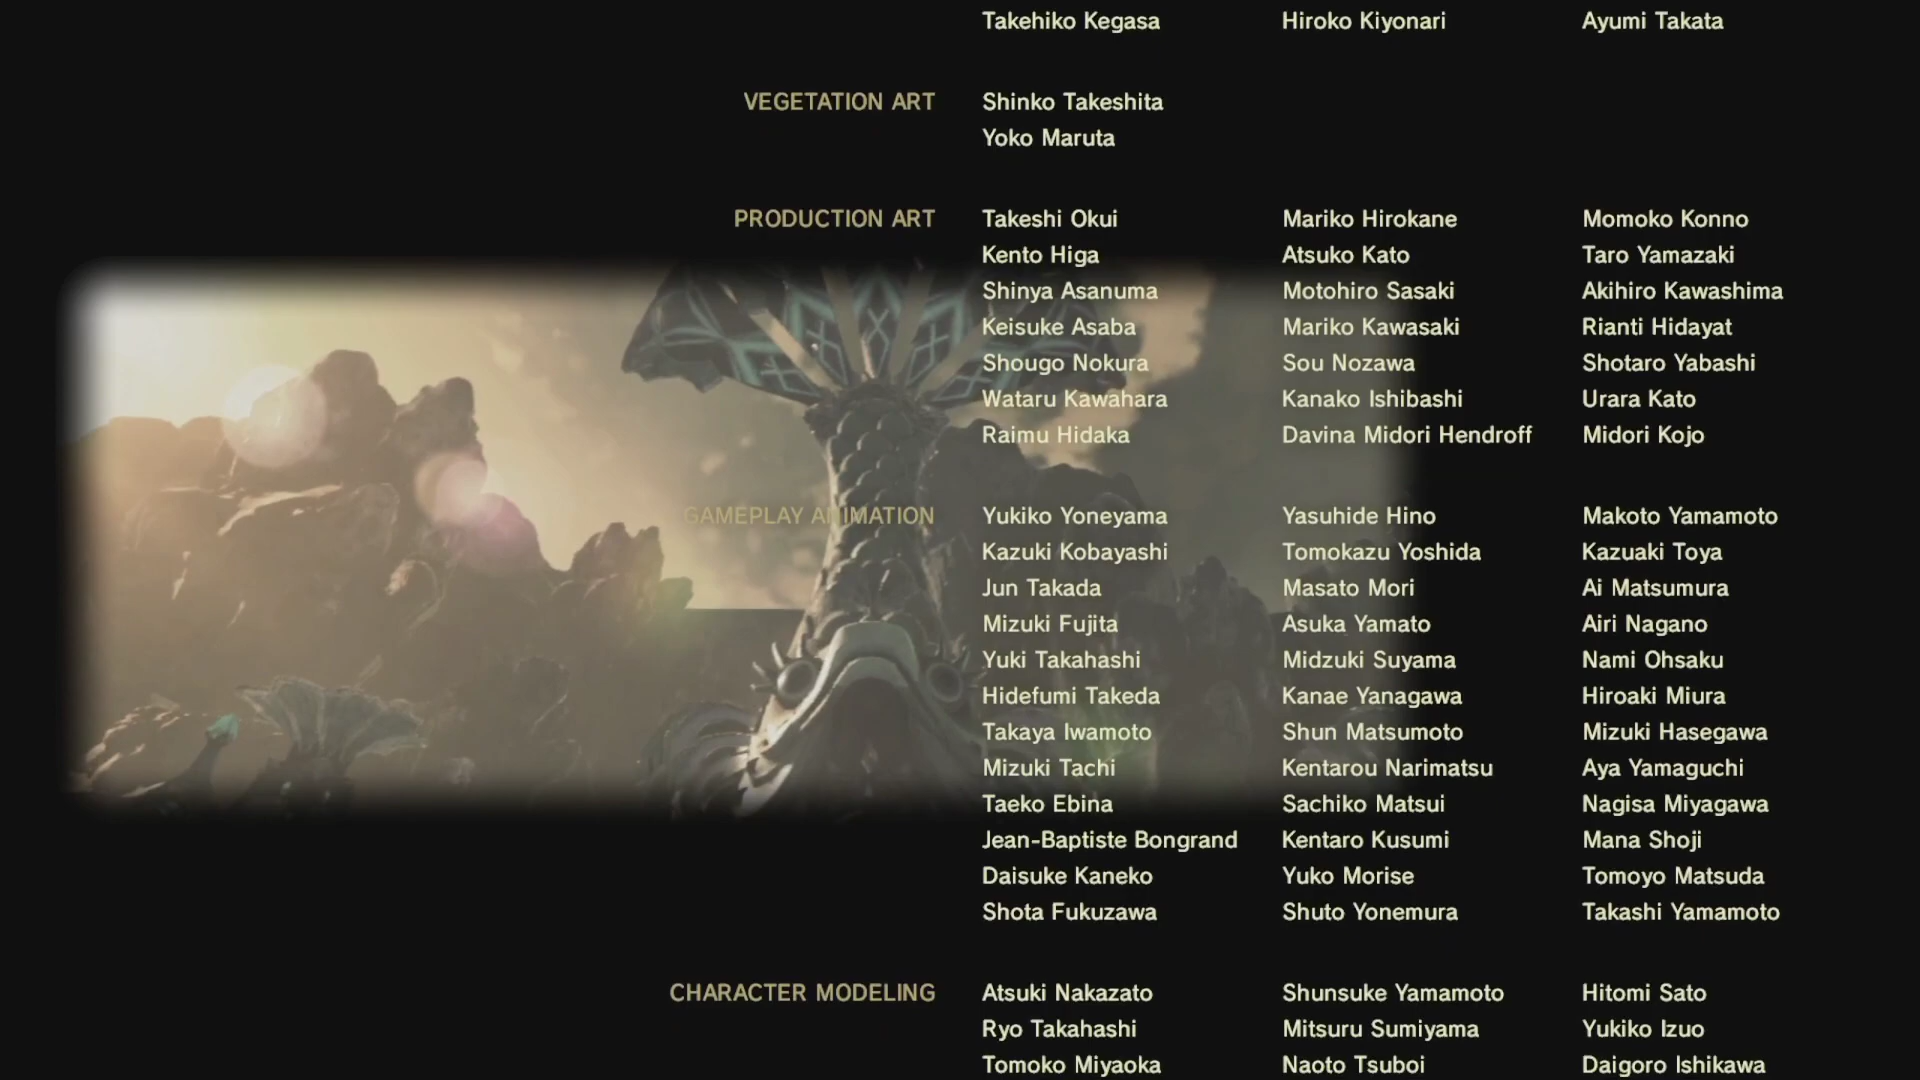 Takehiko Kegasa Hiroko Kiyonari Ayumi Takata
VEGETATION ART Shinko Takeshita
Yoko Maruta
PRODUCTION ART Takeshi Okui Mariko Hirokane Momoko Konno
Kento Higa Atsuko Kato Taro Yamazaki
Shinya Asanuma Motohiro Sasaki Akihiro Kawashima
Keisuke Asaba Mariko Kawasaki Rianti Hidayat
Shougo Nokura Sou Nozawa Shotaro Yabashi
Wataru Kawahara Kanako Ishibashi Urara Kato
Raimu Hidaka Davina Midori Hendroff Midori Kojo
GAMEPLAY ANIMATION Yukiko Yoneyama Yasuhide Hino Makoto Yamamoto
Kazuki Kobayashi Tomokazu Yoshida Kazuaki Toya
Jun Takada Masato Mori Ai Matsumura
Mizuki Fujita Asuka Yamato Airi Nagano
Yuki Takahashi Midzuki Suyama Nami Ohsaku
Hidefumi Takeda Kanae Yanagawa Hiroaki Miura
Takaya Iwamoto Shun Matsumoto Mizuki Hasegawa
Mizuki Tachi Kentarou Narimatsu Aya Yamaguchi
Taeko Ebina Sachiko Matsui Nagisa Miyagawa
Jean-Baptiste Bongrand Kentaro Kusumi Mana Shoji
Daisuke Kaneko Yuko Morise Tomoyo Matsuda
Shota Fukuzawa Shuto Yonemura Takashi Yamamoto
CHARACTER MODELING Atsuki Nakazato Shunsuke Yamamoto Hitomi Sato
Ryo Takahashi Mitsuru Sumiyama Yukiko Izuo
Tomoko Miyaoka Naoto Tsuboi Daigoro Ishikawa